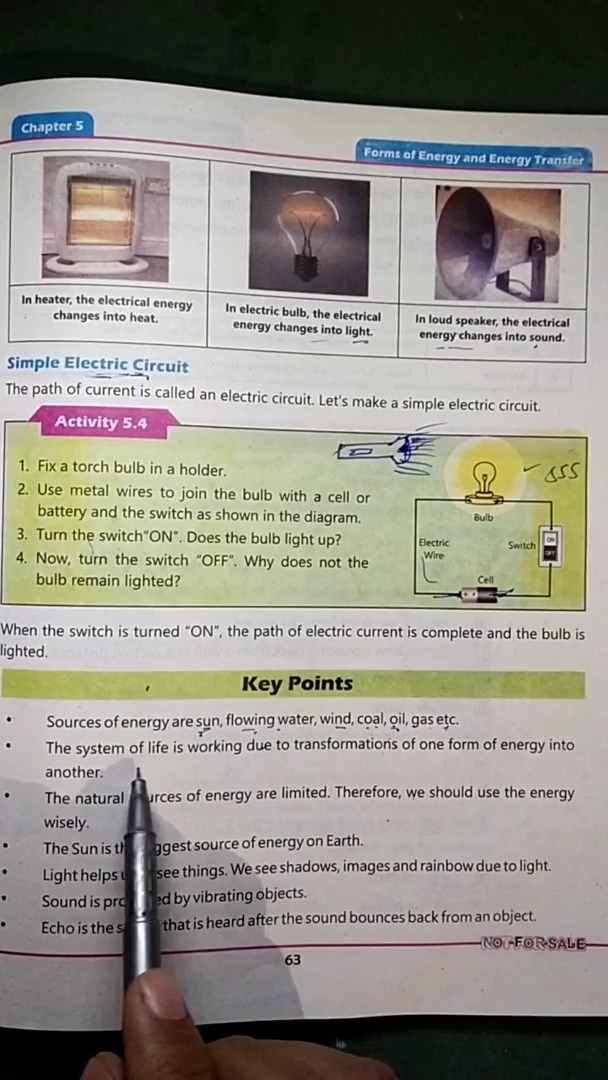 Chapter 5
Forms of Energy and Energy Transfer
In heater, the electrical energy
changes into heat.
In electric bulb, the electrical
energy changes into light.
In loud speaker, the electrical
energy changes into sound.
Simple Electric Circuit
The path of current is called an electric circuit. Let's make a simple electric circuit.
Activity 5.4
1. Fix a torch bulb in a holder.
2. Use metal wires to join the bulb with a cell or
battery and the switch as shown in the diagram.
3. Turn the switch"ON". Does the bulb light up?
4. Now, turn the switch "OFF". Why does not the
bulb remain lighted?
Bulb
Electric
Wire
Switch
ON
OFF
Cell
When the switch is turned "ON", the path of electric current is complete and the bulb is
lighted.
Key Points
• Sources of energy are sun, flowing water, wind, coal, oil, gas etc.
• The system of life is working due to transformations of one form of energy into
another.
• The natural of energy are limited. Therefore, we should use the energy
wisely.
• The Sun is source of energy on Earth.
• Light helps see things. We see shadows, images and rainbow due to light.
• Sound is by vibrating objects.
• Echo is the that is heard after the sound bounces back from an object.
NOT FOR SALE
63